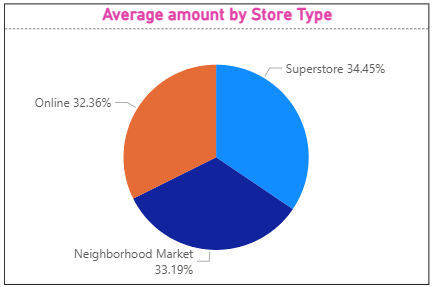 Average amount by Store Type
Superstore 34.45%
Online 32.36%
Neighborhood Market
33.19%